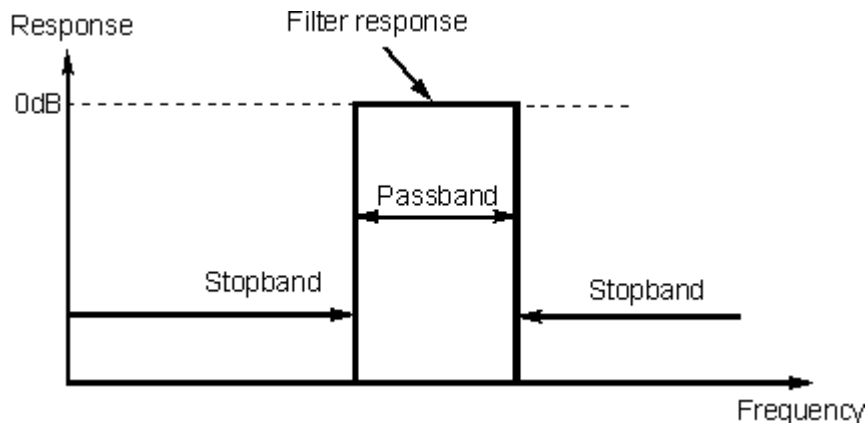 Response
Filter response
0dB
Passband
Stopband
Stopband
Frequency